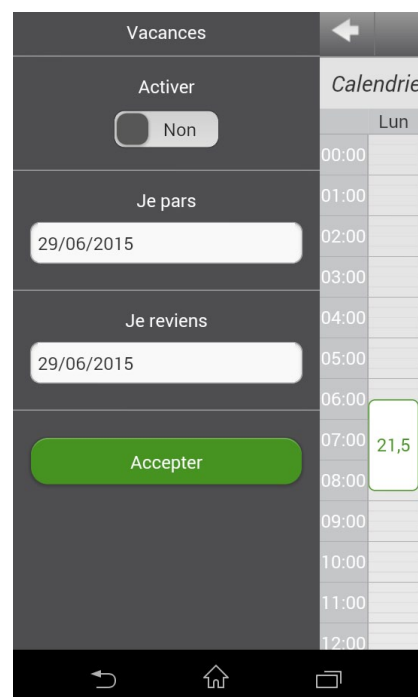 Vacances
Activer
Non
Je pars
29/06/2015
Je reviens
29/06/2015
Accepter
Calendrie
Lun
00:00
01:00
02:00
03:00
04:00
05:00
06:00
07:00
21,5
08:00
09:00
10:00
11:00
12:00